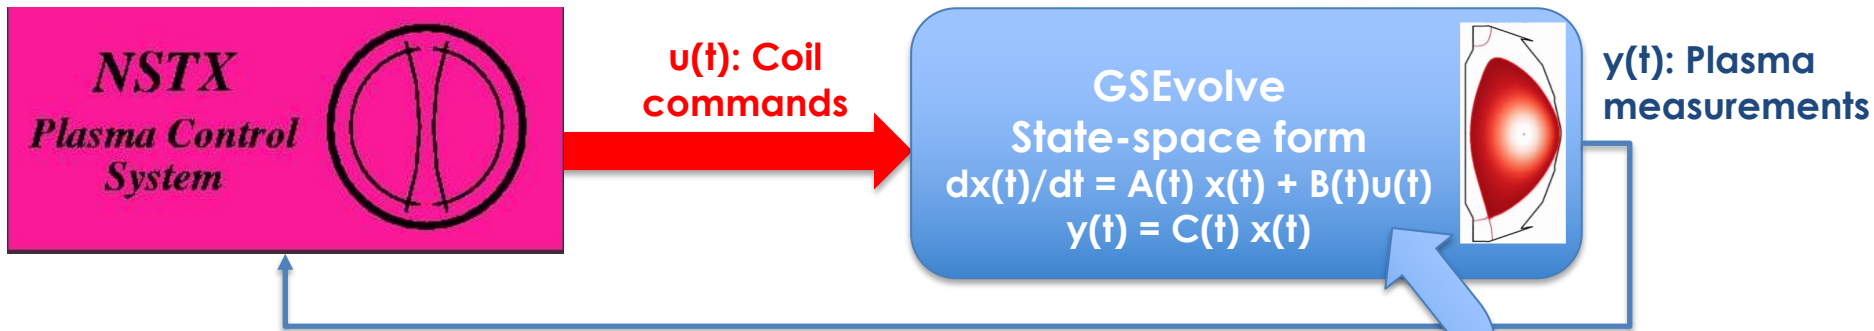 NSTX
Plasma Control
System
u(t): Coil
commands
GSEvolve
State-space form
dx(t)/dt = A(t) x(t) + B(t)u(t)
y(t) = C(t) x(t)
y(t): Plasma
measurements